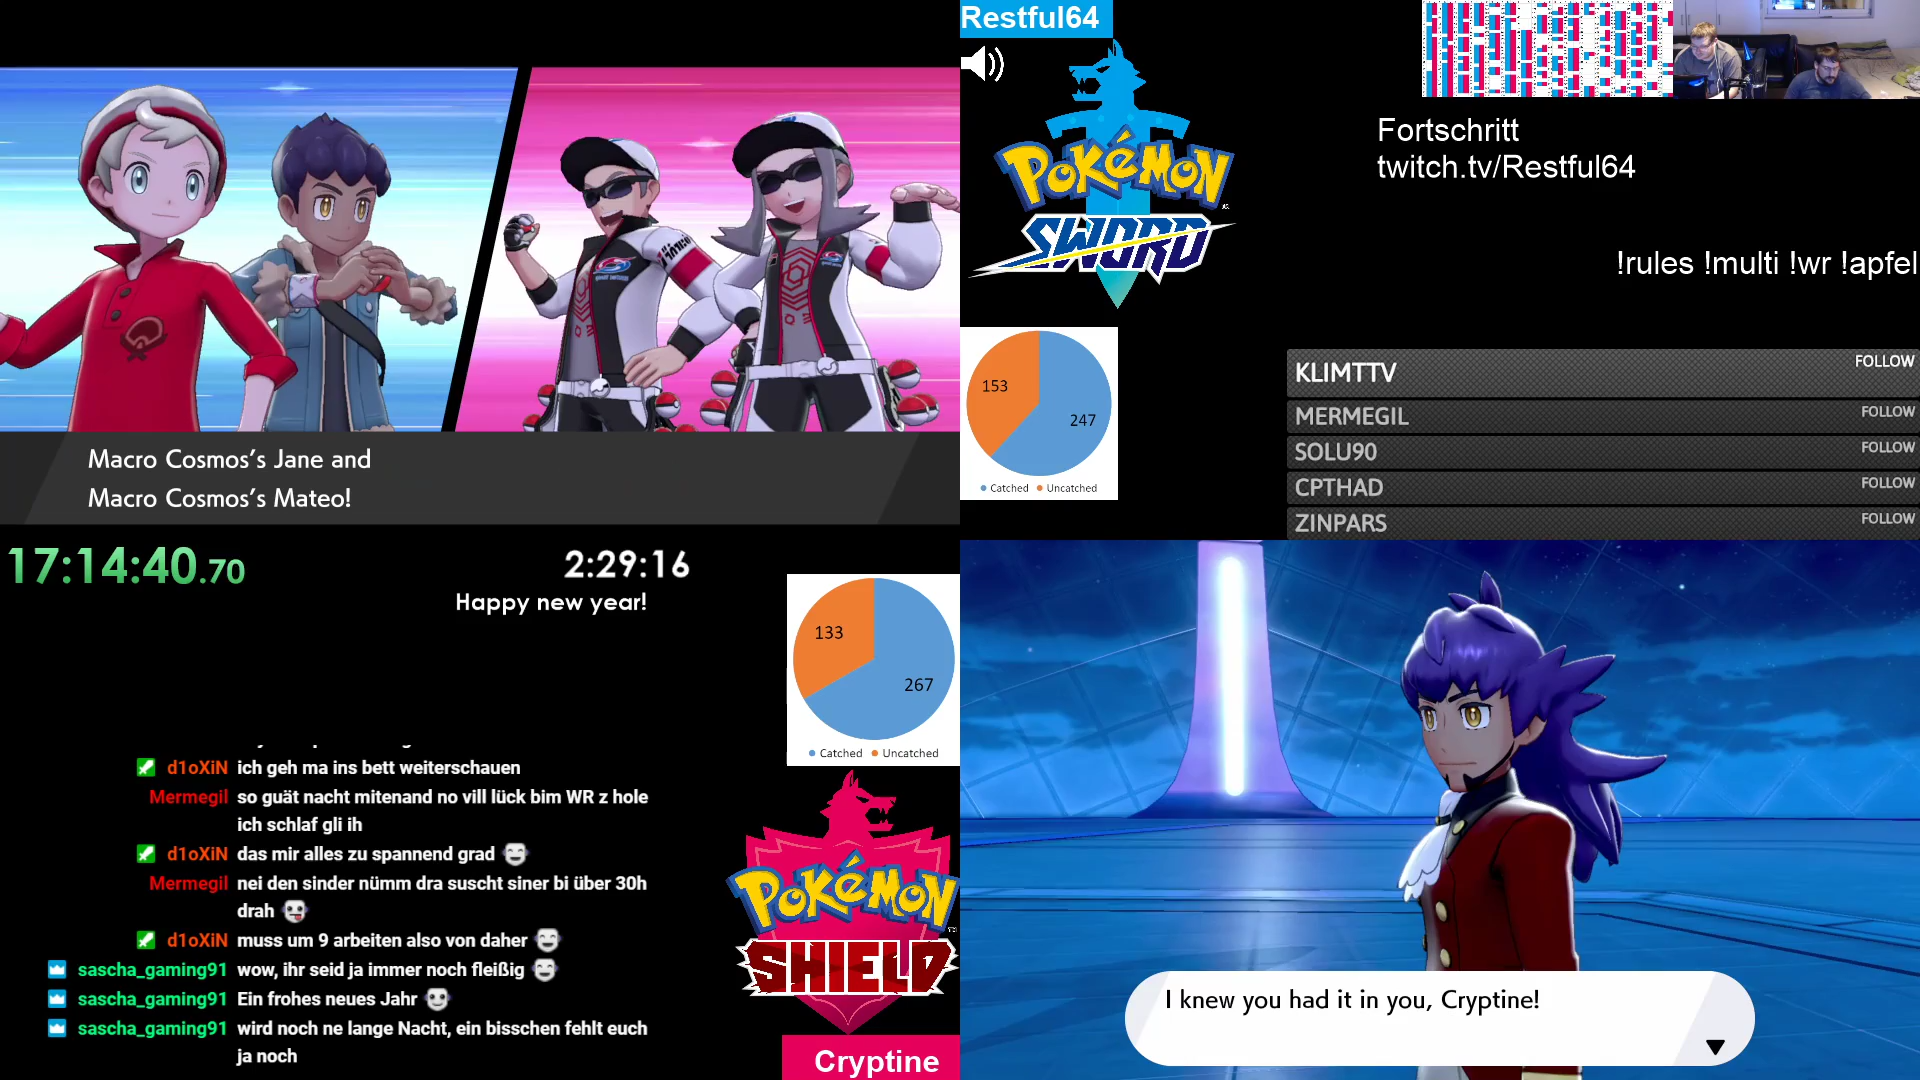 Macro Cosmos's Jane and
Macro Cosmos's Mateo!
Restful64
POKéMON
SWORD
Fortschritt
twitch.tv/Restful64
!rules !multi !wr !apfel
153
247
Catched Uncatched
KLIMTTV FOLLOW
MERMEGIL FOLLOW
SOLU90 FOLLOW
CPTHAD FOLLOW
ZINPARS FOLLOW
17:14:40.70
2:29:16
Happy new year!
133
267
Catched Uncatched
d1oXiN ich geh ma ins bett weiterschauen
Mermegil so guät nacht mitenand no vill lück bim WR z hole
ich schlaf gli ih
d1oXiN das mir alles zu spannend grad
Mermegil nei den sinder nümm dra suscht siner bi über 30h
drah
d1oXiN muss um 9 arbeiten also von daher
sascha_gaming91 wow, ihr seid ja immer noch fleißig
sascha_gaming91 Ein frohes neues Jahr
sascha_gaming91 wird noch ne lange Nacht, ein bisschen fehlt euch
ja noch
POKéMON
SHIELD
Cryptine
I knew you had it in you, Cryptine!